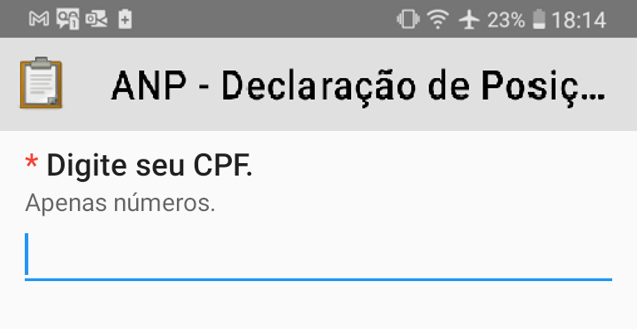 23% 18:14
ANP - Declaração de Posiç...
* Digite seu CPF.
Apenas números.